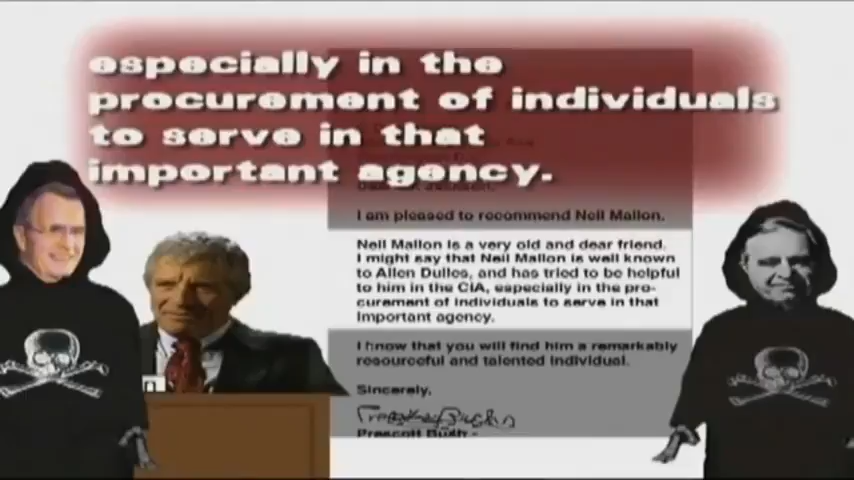 especially in the
procurement of individuals
to serve in that
important agency.
I am pleased to recommend Neil Mallon.
Neil Mallon is a very old and dear friend.
I might say that Neil Mallon is well known
to Allen Dulles, and has tried to be helpful
to him in the CIA, especially in the pro-
curement of individuals to serve in that
important agency.
I know that you will find him a remarkably
resourceful and talented individual.
Sincerely,
Prescott Bush